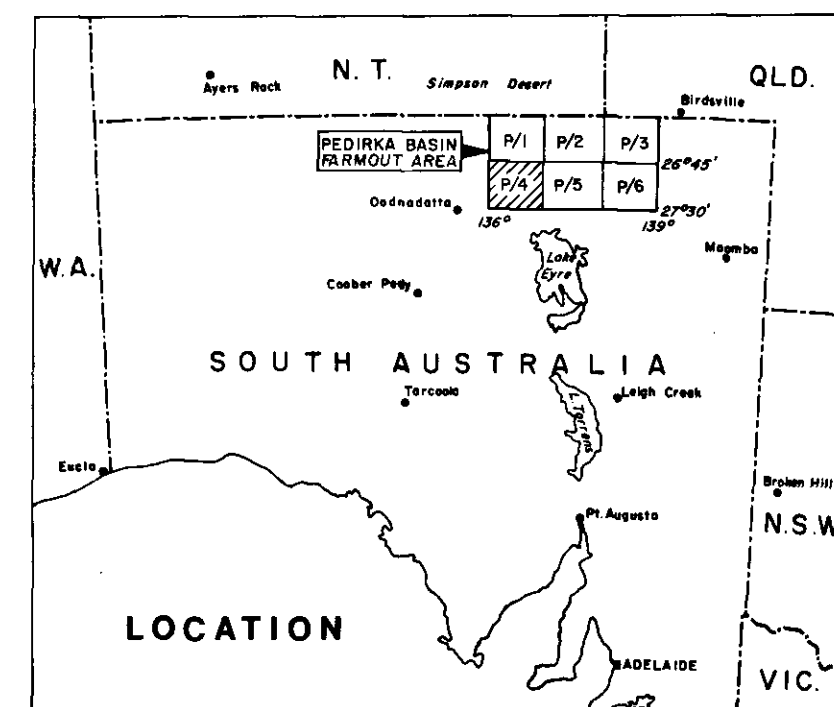 N. T.
QLD.
Ayers Rock
Simpson Desert
Birdsville
PEDIRKA BASIN
FARMOUT AREA
P/1
P/2
P/3
26°45'
P/4
P/5
P/6
Oodnadatta
27°30'
136°
139°
Moomba
W.A.
Lake
Eyre
Coober Pedy
SOUTH AUSTRALIA
Tarcoola
Leigh Creek
L. Torrens
Eucla
Broken Hill
Pt. Augusta
N.S.W
LOCATION
ADELAIDE
VIC.